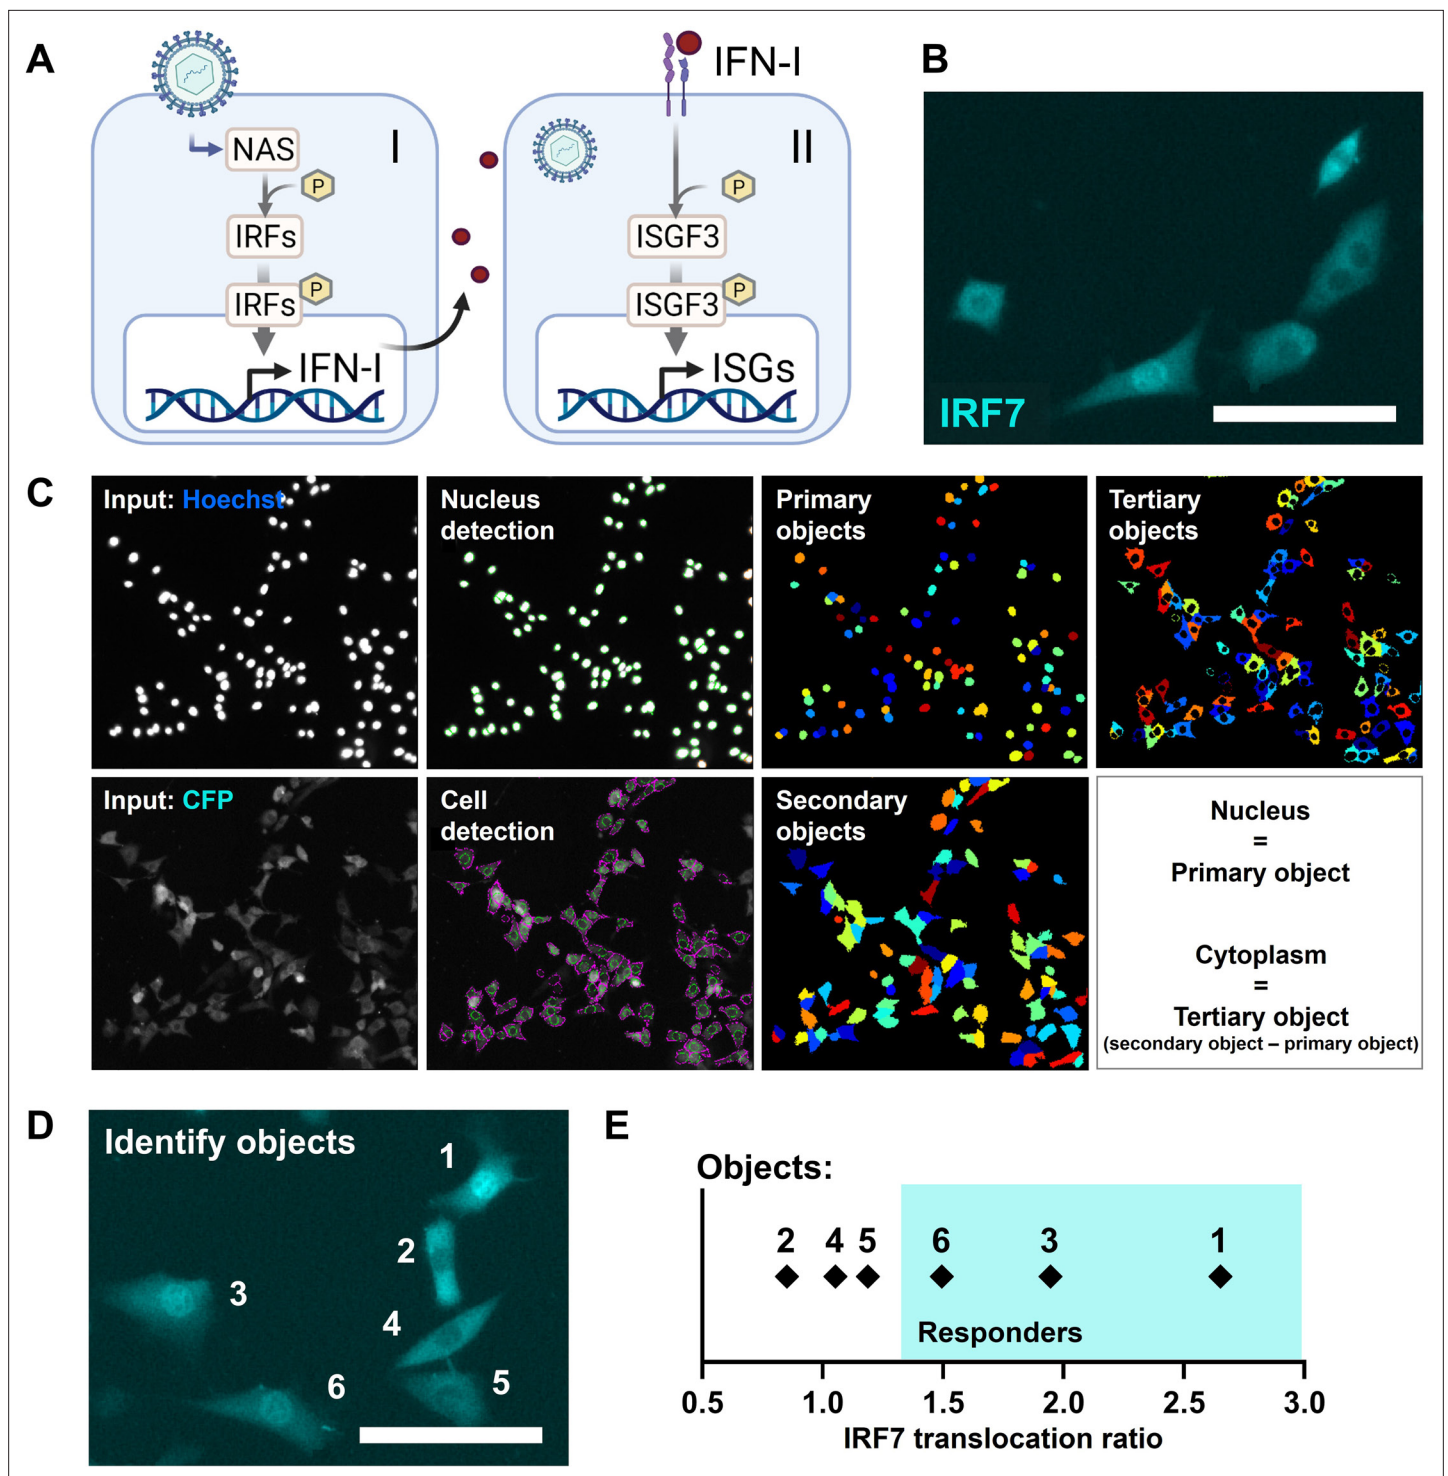 A
IFN-I
I
II
NAS
P
P
IRFs
ISGF3
IRFs
P
ISGF3
P
IFN-I
ISGs
B
IRF7
C
Input: Hoechst
Nucleus
detection
Primary
objects
Tertiary
objects
Input: CFP
Cell
detection
Secondary
objects
Nucleus
=
Primary object
Cytoplasm
=
Tertiary object
(secondary object – primary object)
D
Identify objects
1
2
3
4
5
6
E
Objects:
2 4 5 6 3 1
Responders
0.5 1.0 1.5 2.0 2.5 3.0
IRF7 translocation ratio